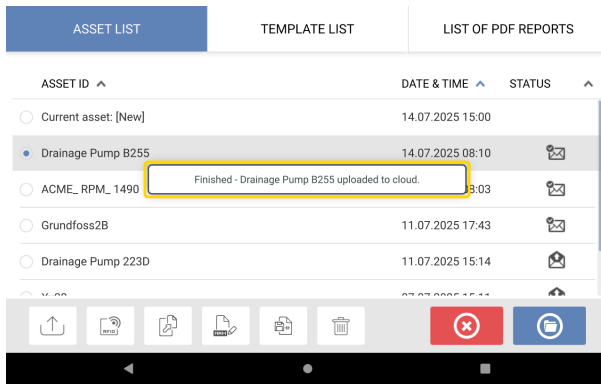 ASSET LIST TEMPLATE LIST LIST OF PDF REPORTS
ASSET ID DATE & TIME STATUS
Current asset: [New] 14.07.2025 15:00
Drainage Pump B255 14.07.2025 08:10
Finished - Drainage Pump B255 uploaded to cloud.
ACME_ RPM_ 1490 8:03
Grundfoss2B 11.07.2025 17:43
Drainage Pump 223D 11.07.2025 15:14
RFID